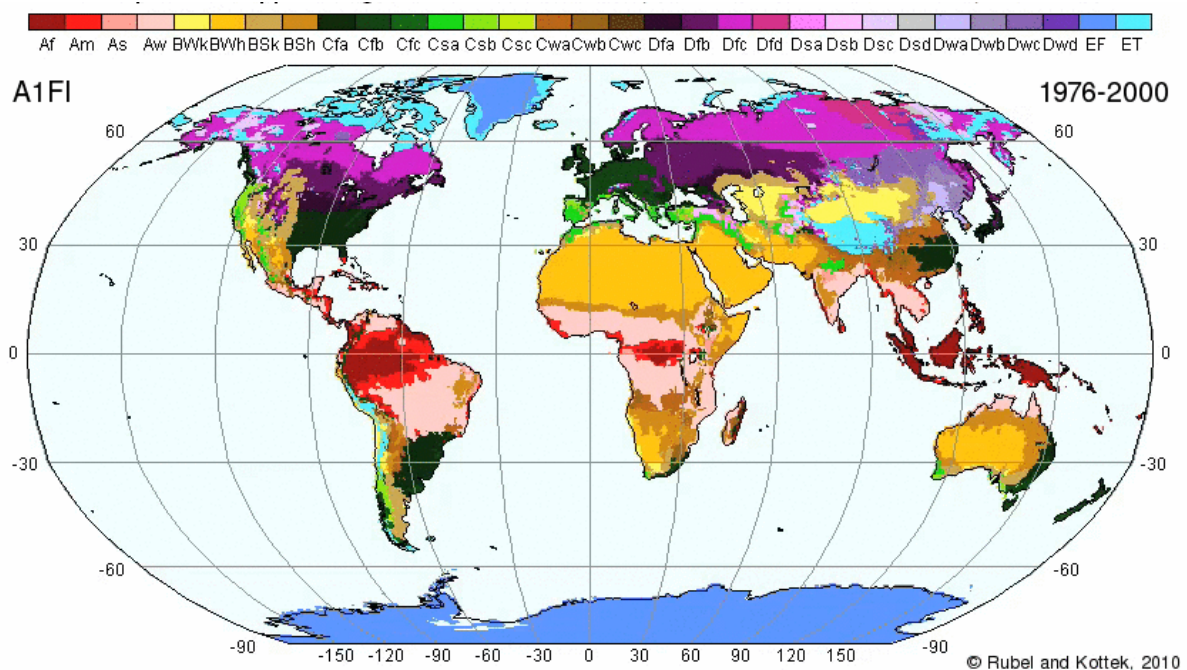 Af Am As Aw BWk BWh BSk BSh Cfa Cfb Cfc Csa Csb Csc Cwa Cwb Cwc Dfa Dfb Dfc Dfd Dsa Dsb Dsc Dsd Dwa Dwb Dwc Dwd EF ET
A1FI 1976-2000
60 60
30 30
0 0
-30 -30
-60 -60
-90 -150 -120 -90 -60 -30 0 30 60 90 120 150 -90
© Rubel and Kottek, 2010